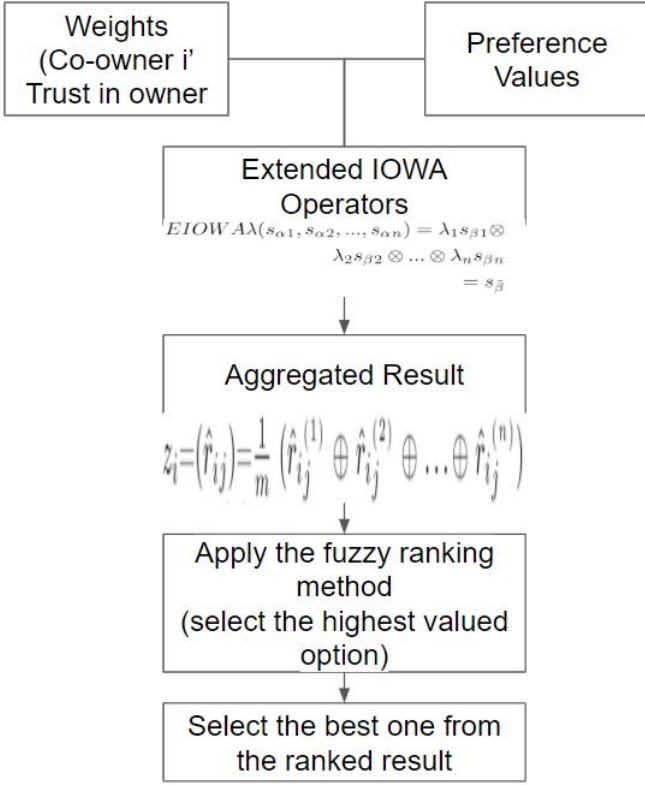 Weights
(Co-owner i’
Trust in owner
Preference
Values
Extended IOWA
Operators
EIOWAλ(sα1, sα2, ..., sαn) = λ1sβ1⊗
λ2sβ2 ⊗ ... ⊗ λnsβn
= sβ̄
Aggregated Result
zi=(r̂ij)=1/m (r̂ij(1) ⊕ r̂ij(2) ⊕ ... ⊕ r̂ij(n))
Apply the fuzzy ranking
method
(select the highest valued
option)
Select the best one from
the ranked result